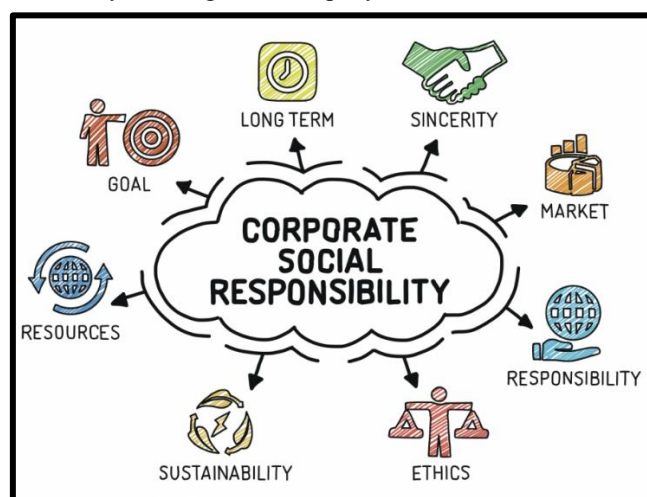 LONG TERM
SINCERITY
GOAL
MARKET
CORPORATE
SOCIAL
RESPONSIBILITY
RESOURCES
RESPONSIBILITY
SUSTAINABILITY
ETHICS